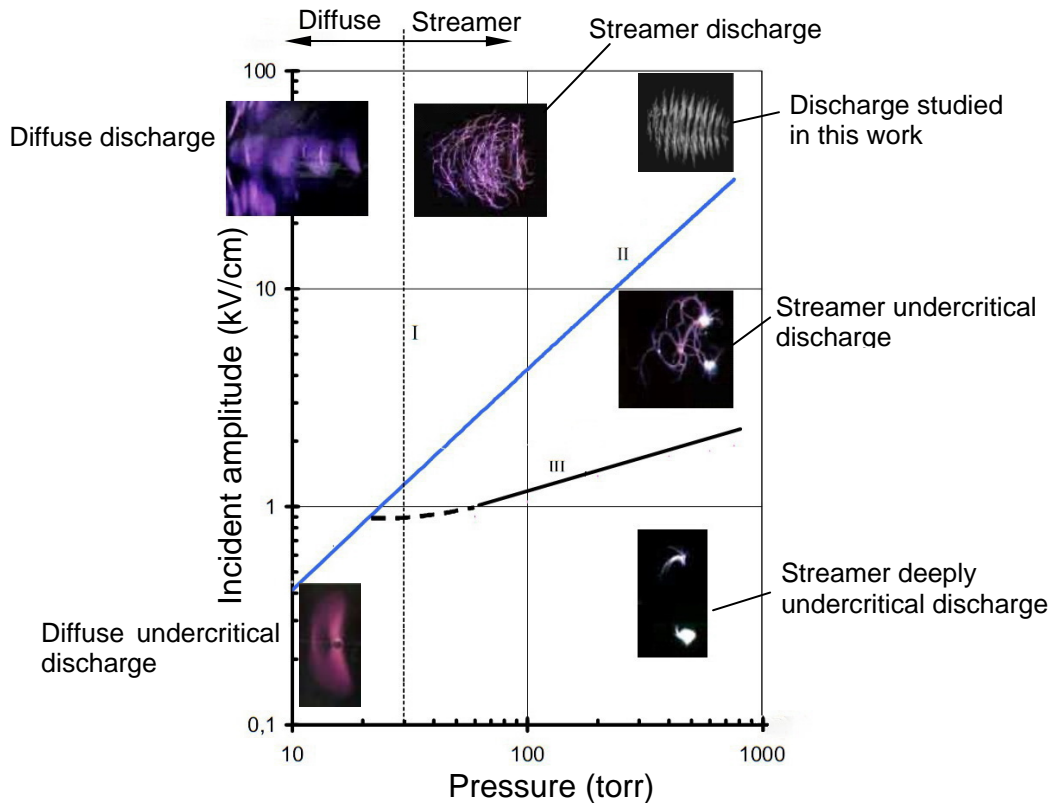 Diffuse Streamer
Streamer discharge
100
Diffuse discharge
Discharge studied
in this work
II
10
I
Streamer undercritical
discharge
III
1
Incident amplitude (kV/cm)
Streamer deeply
undercritical discharge
Diffuse undercritical
discharge
0,1
10 100 1000
Pressure (torr)